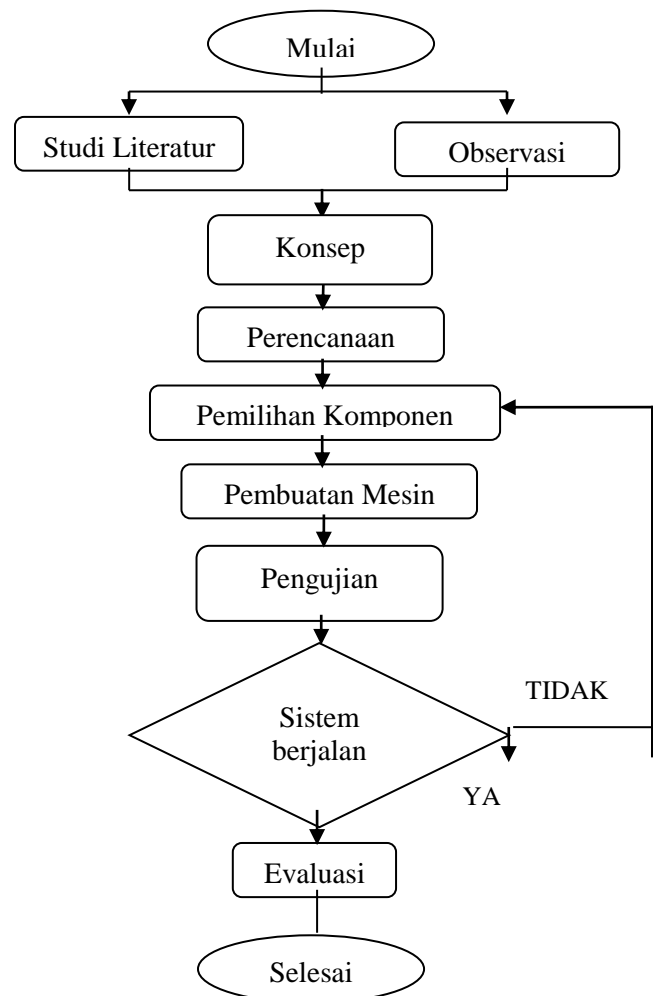 Mulai
Studi Literatur
Observasi
Konsep
Perencanaan
Pemilihan Komponen
Pembuatan Mesin
Pengujian
TIDAK
Sistem
berjalan
YA
Evaluasi
Selesai